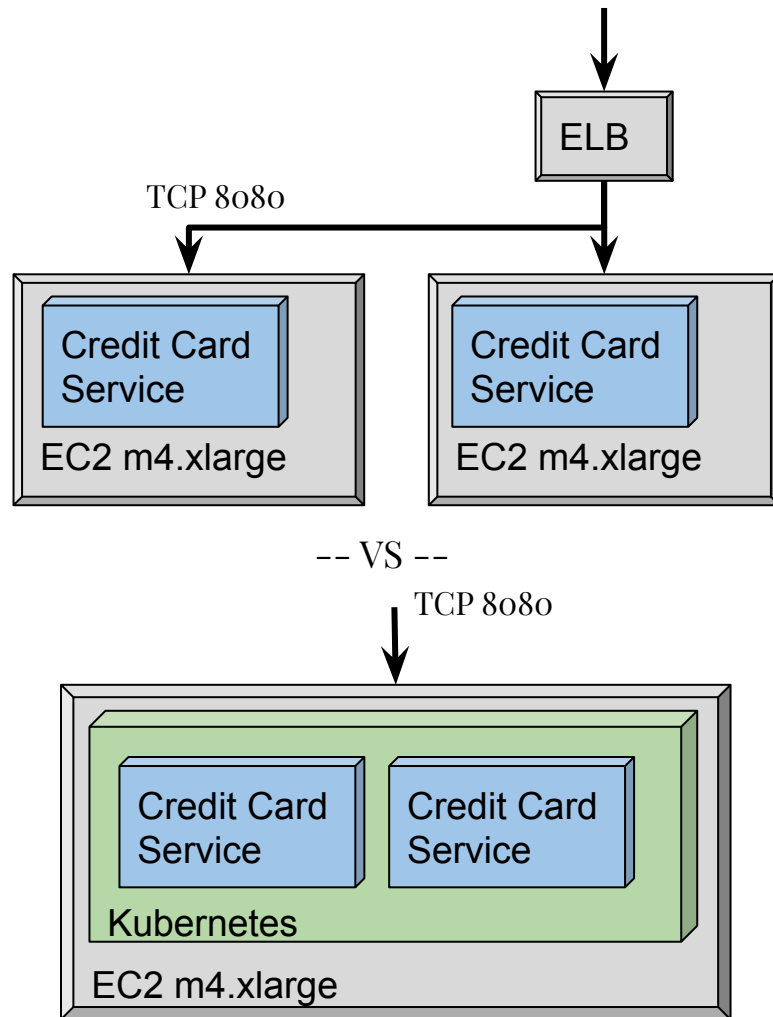 ELB
TCP 8080
Credit Card
Service
EC2 m4.xlarge
Credit Card
Service
EC2 m4.xlarge
-- VS --
TCP 8080
Credit Card
Service
Credit Card
Service
Kubernetes
EC2 m4.xlarge